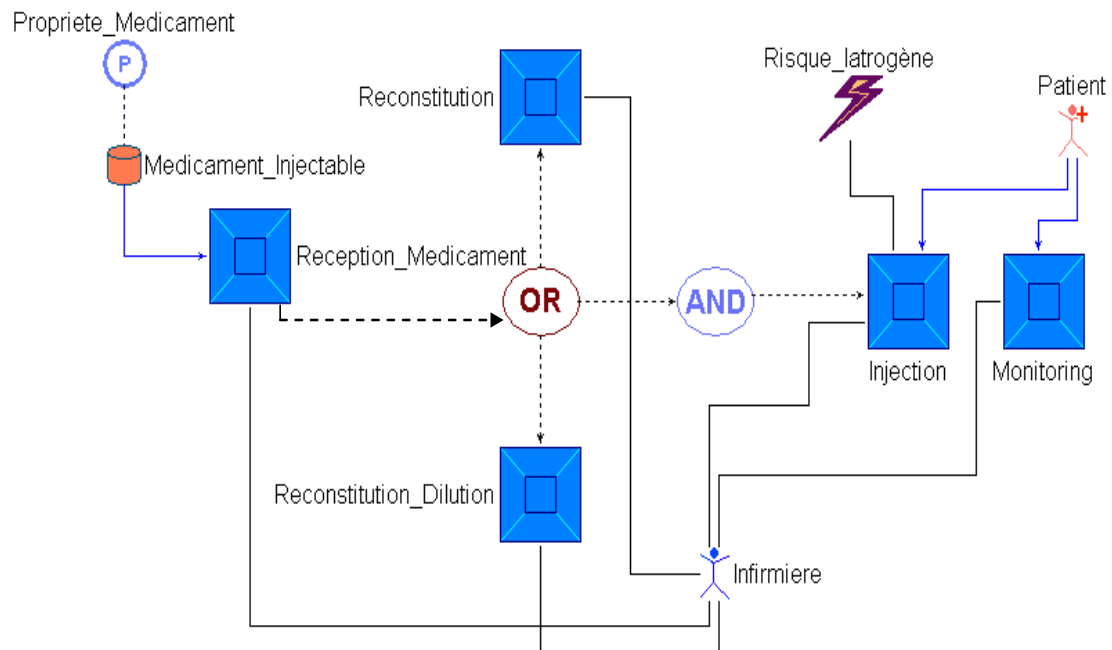 Propriete_Medicament
P
Medicament_Injectable
Reconstitution
Risque_Iatrogène
Patient
Reception_Medicament
OR
AND
Injection
Monitoring
Reconstitution_Dilution
Infirmiere